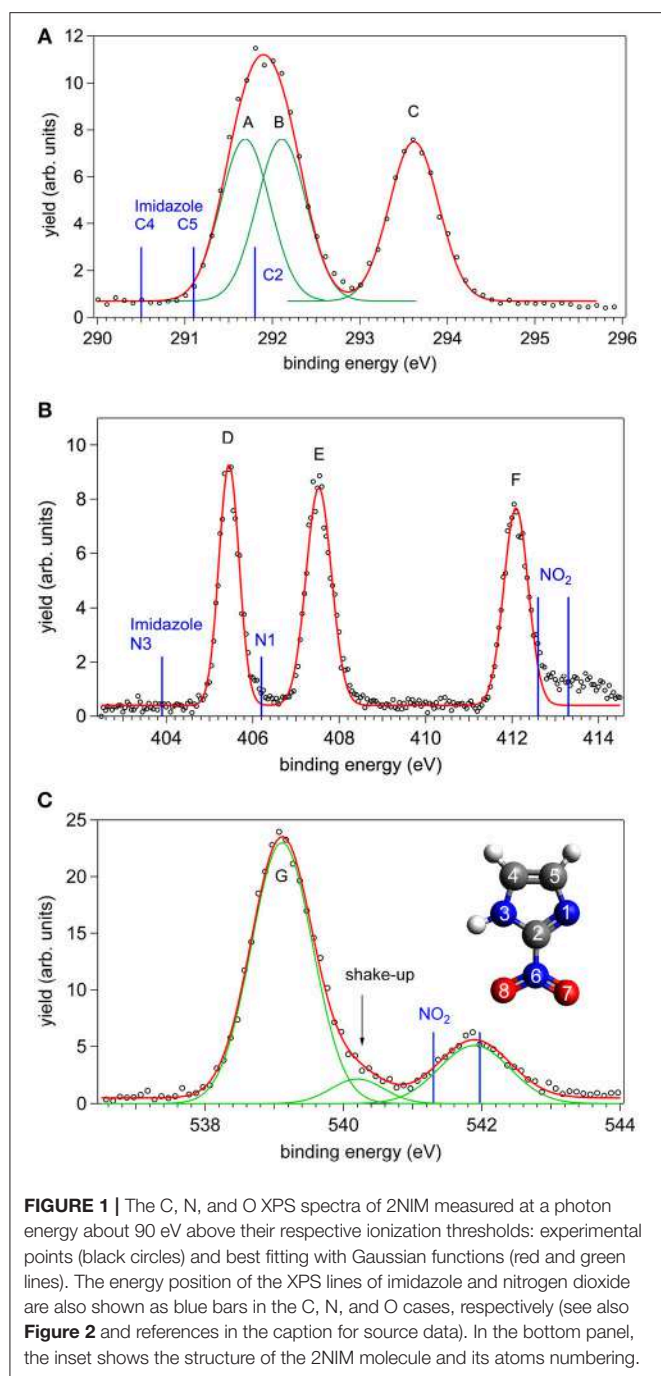 A
12
10
8
6
4
2
0
yield (arb. units)
A
B
C
Imidazole
C4
C5
C2
290
291
292
293
294
295
296
binding energy (eV)
B
10
8
6
4
2
0
yield (arb. units)
D
E
F
Imidazole
N3
N1
NO2
404
406
408
410
412
414
binding energy (eV)
C
25
20
15
10
5
0
yield (arb. units)
G
shake-up
NO2
4
5
3
1
2
6
8
7
538
540
542
544
binding energy (eV)
FIGURE 1 | The C, N, and O XPS spectra of 2NIM measured at a photon
energy about 90 eV above their respective ionization thresholds: experimental
points (black circles) and best fitting with Gaussian functions (red and green
lines). The energy position of the XPS lines of imidazole and nitrogen dioxide
are also shown as blue bars in the C, N, and O cases, respectively (see also
Figure 2 and references in the caption for source data). In the bottom panel,
the inset shows the structure of the 2NIM molecule and its atoms numbering.